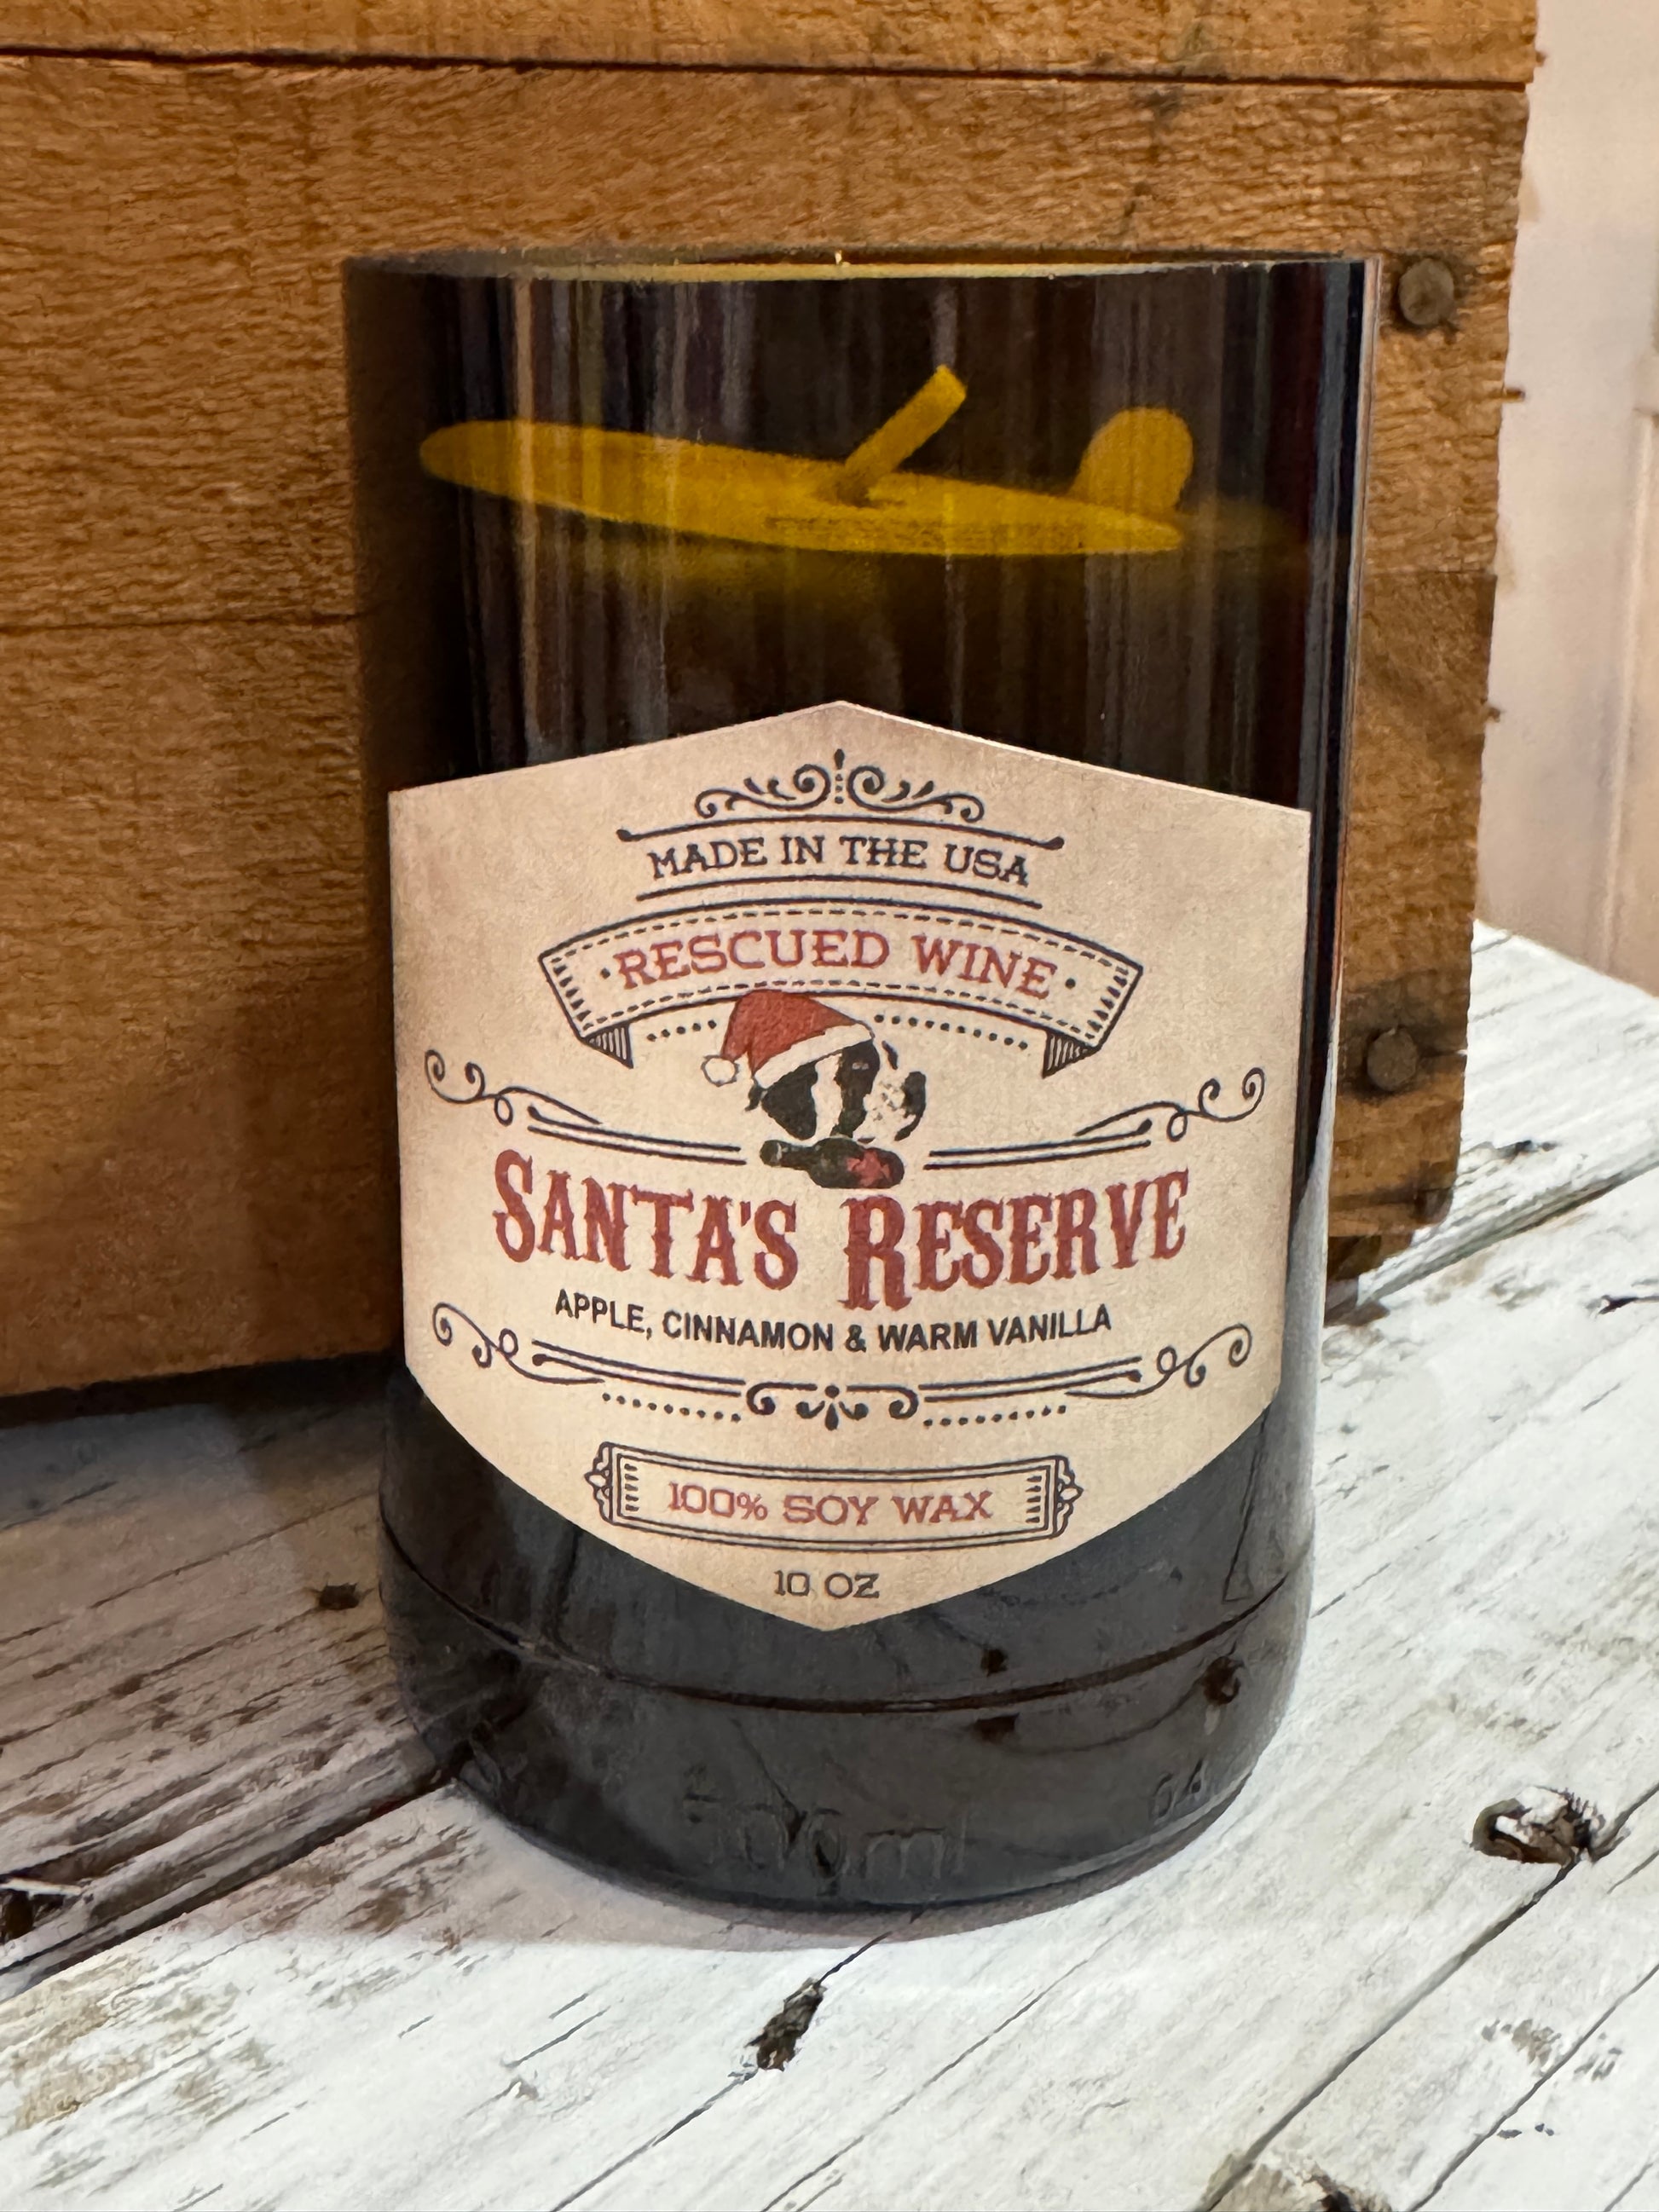 MADE IN THE USA
· RESCUED WINE ·
SANTA'S RESERVE
APPLE, CINNAMON & WARM VANILLA
100% SOY WAX
10 OZ